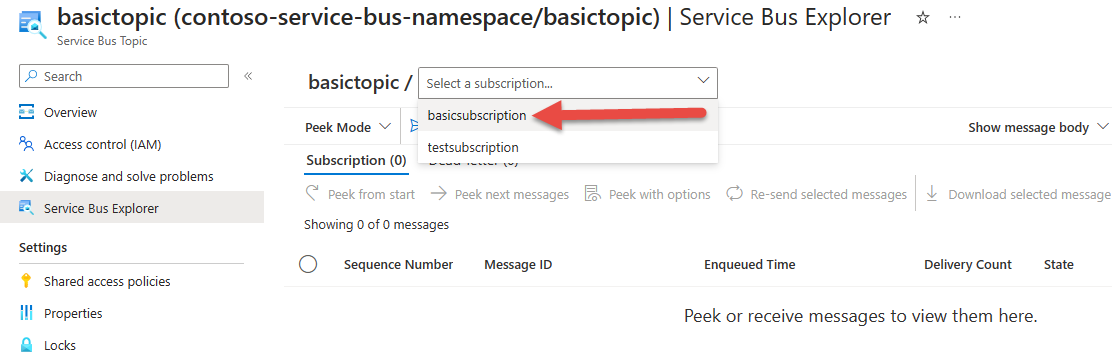 basictopic (contoso-service-bus-namespace/basictopic) | Service Bus Explorer
Service Bus Topic
Search
Overview
Access control (IAM)
Diagnose and solve problems
Service Bus Explorer
Settings
Shared access policies
Properties
Locks
basictopic / Select a subscription...
basicsubscription
testsubscription
Peek Mode
Show message body
Subscription (0)
Peek from start Peek next messages Peek with options Re-send selected messages Download selected message
Showing 0 of 0 messages
Sequence Number Message ID Enqueued Time Delivery Count State
Peek or receive messages to view them here.